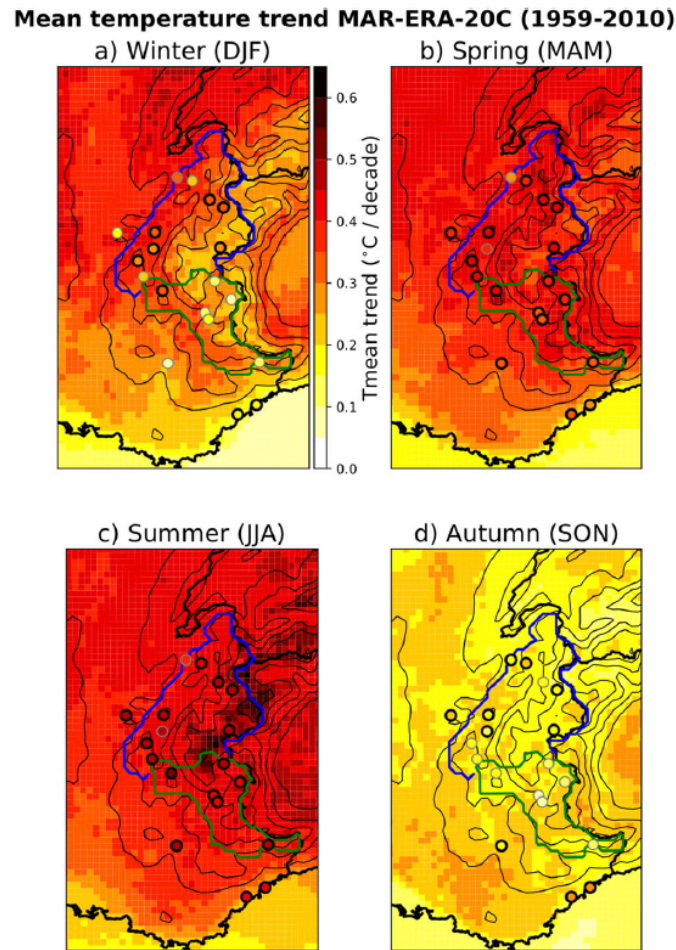 Mean temperature trend MAR-ERA-20C (1959-2010)
a) Winter (DJF)
b) Spring (MAM)
0.6
0.5
0.4
0.3
0.2
0.1
0.0
Tmean trend (°C / decade)
c) Summer (JJA)
d) Autumn (SON)